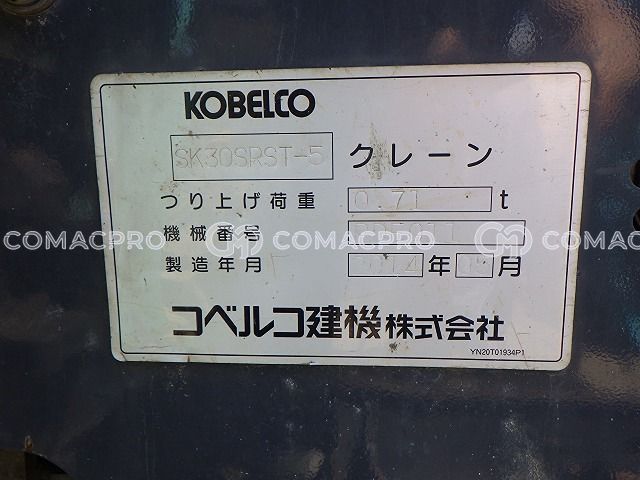 KOBELCO
SK30SRST-5 クレーン
つり上げ荷重 0.71 t
機械番号
製造年月 年 月
コベルコ建機株式会社
YN20T01934P1
COMACPRO COMACPRO COMACPRO